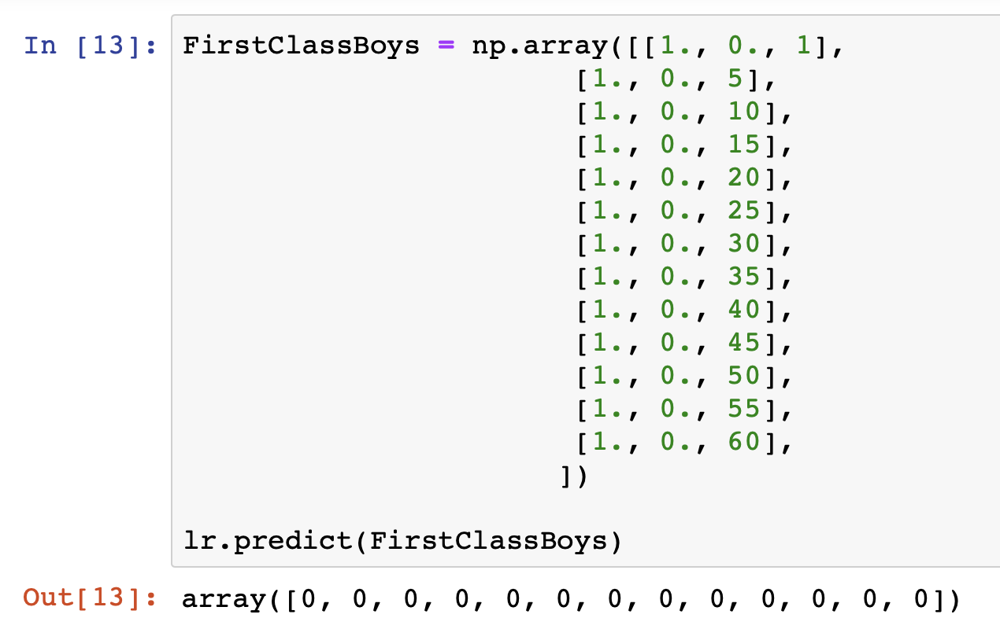 In [13]: FirstClassBoys = np.array([[1., 0., 1],
[1., 0., 5],
[1., 0., 10],
[1., 0., 15],
[1., 0., 20],
[1., 0., 25],
[1., 0., 30],
[1., 0., 35],
[1., 0., 40],
[1., 0., 45],
[1., 0., 50],
[1., 0., 55],
[1., 0., 60],
])
lr.predict(FirstClassBoys)
Out[13]: array([0, 0, 0, 0, 0, 0, 0, 0, 0, 0, 0, 0, 0])